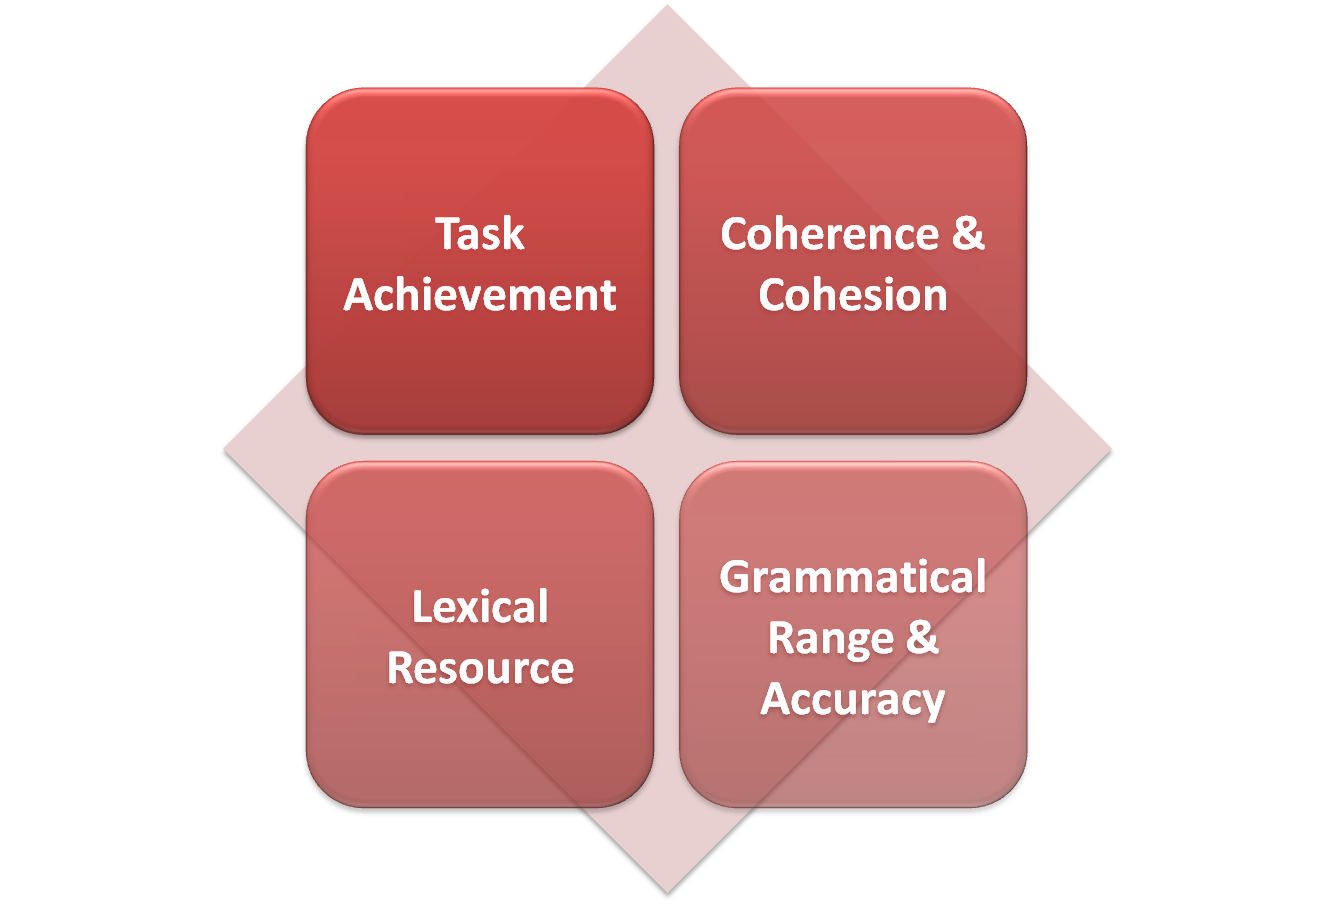 Task
Achievement
Coherence &
Cohesion
Lexical
Resource
Grammatical
Range &
Accuracy